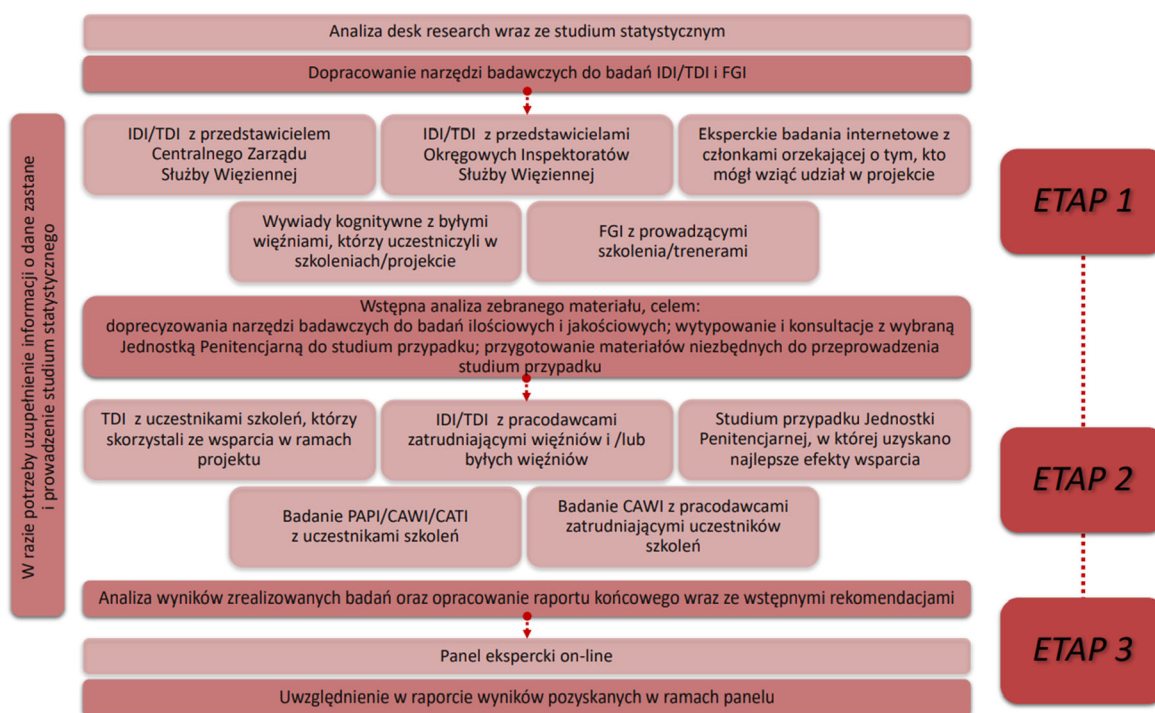 Analiza desk research wraz ze studium statystycznym
Dopracowanie narzędzi badawczych do badań IDI/TDI i FGI
W razie potrzeby uzupełnienie informacji o dane zastane
i prowadzenie studium statystycznego
IDI/TDI z przedstawicielem
Centralnego Zarządu
Służby Więziennej
IDI/TDI z przedstawicielami
Okręgowych Inspektoratów
Służby Więziennej
Eksperckie badania internetowe z
członkami orzekającej o tym, kto
mógł wziąć udział w projekcie
Wywiady kognitywne z byłymi
więźniami, którzy uczestniczyli w
szkoleniach/projekcie
FGI z prowadzącymi
szkolenia/trenerami
ETAP 1
Wstępna analiza zebranego materiału, celem:
doprecyzowania narzędzi badawczych do badań ilościowych i jakościowych; wytypowanie i konsultacje z wybraną
Jednostką Penitencjarną do studium przypadku; przygotowanie materiałów niezbędnych do przeprowadzenia
studium przypadku
TDI z uczestnikami szkoleń, którzy
skorzystali ze wsparcia w ramach
projektu
IDI/TDI z pracodawcami
zatrudniającymi więźniów i /lub
byłych więźniów
Studium przypadku Jednostki
Penitencjarnej, w której uzyskano
najlepsze efekty wsparcia
Badanie PAPI/CAWI/CATI
z uczestnikami szkoleń
Badanie CAWI z pracodawcami
zatrudniającymi uczestników
szkoleń
ETAP 2
Analiza wyników zrealizowanych badań oraz opracowanie raportu końcowego wraz ze wstępnymi rekomendacjami
Panel ekspercki on-line
Uwzględnienie w raporcie wyników pozyskanych w ramach panelu
ETAP 3